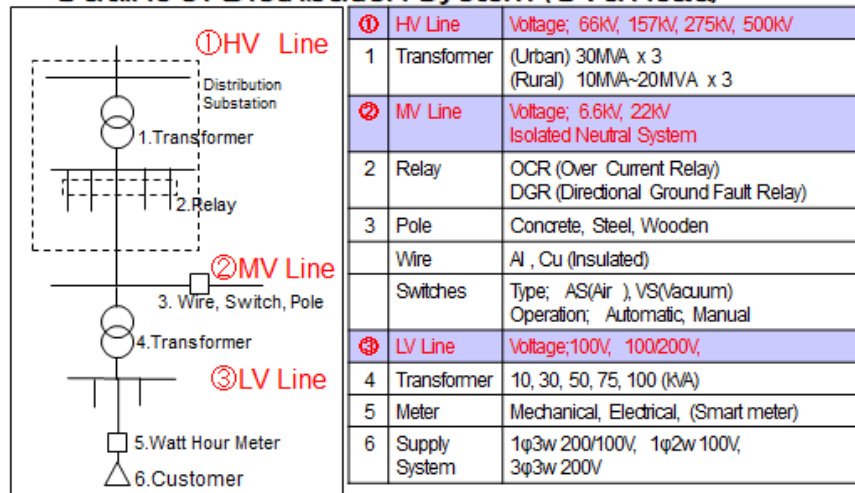 ①HV Line
Distribution
Substation
1.Transformer
2.Relay
②MV Line
3. Wire, Switch, Pole
4.Transformer
③LV Line
5.Watt Hour Meter
6.Customer
① HV Line Voltage; 66kV, 157kV, 275kV, 500kV
1 Transformer (Urban) 30MVA x 3
(Rural) 10MVA~20MVA x 3
② MV Line Voltage; 6.6kV, 22kV
Isolated Neutral System
2 Relay OCR (Over Current Relay)
DGR (Directional Ground Fault Relay)
3 Pole Concrete, Steel, Wooden
Wire Al , Cu (Insulated)
Switches Type; AS(Air ), VS(Vacuum)
Operation; Automatic, Manual
③ LV Line Voltage;100V, 100/200V,
4 Transformer 10, 30, 50, 75, 100 (kVA)
5 Meter Mechanical, Electrical, (Smart meter)
6 Supply System 1φ3w 200/100V, 1φ2w 100V,
3φ3w 200V